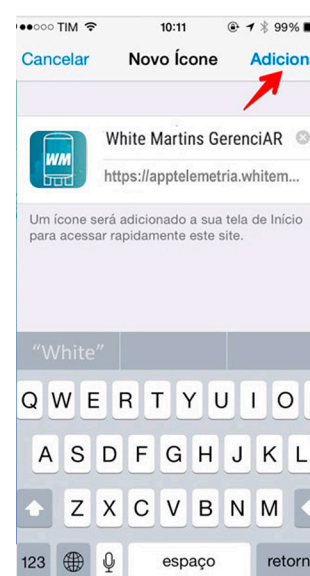 TIM 10:11 99%
Cancelar Novo Ícone Adicion
WM
White Martins GerenciAR
https://apptelemetria.whitem...
Um ícone será adicionado a sua tela de Início
para acessar rapidamente este site.
“White”
Q W E R T Y U I O
A S D F G H J K L
Z X C V B N M
123 espaço retorn